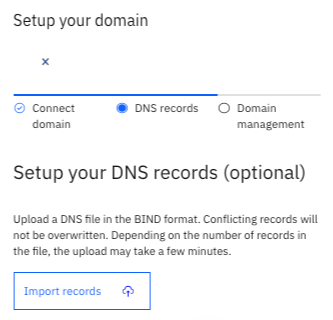 Setup your domain
×
Connect
domain
DNS records
Domain
management
Setup your DNS records (optional)
Upload a DNS file in the BIND format. Conflicting records will
not be overwritten. Depending on the number of records in
the file, the upload may take a few minutes.
Import records